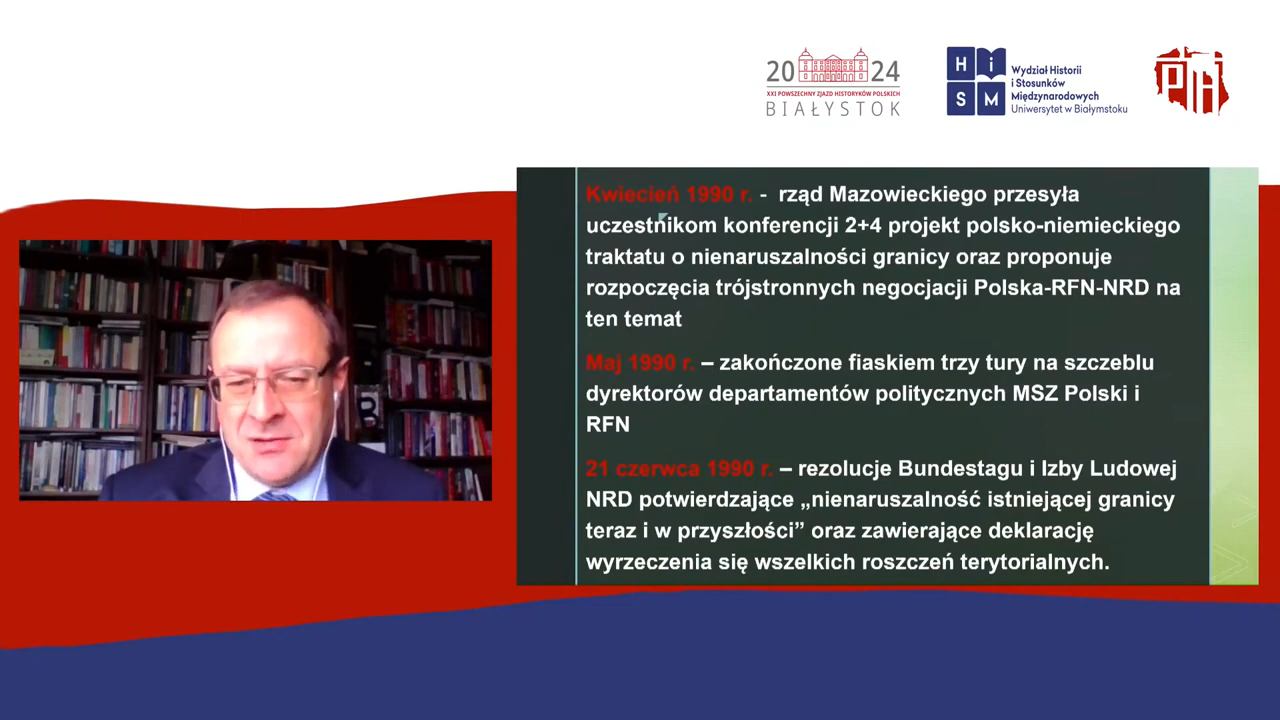 20 24
XXI POWSZECHNY ZJAZD HISTORYKÓW POLSKICH
BIAŁYSTOK
H i
S M
Wydział Historii
i Stosunków
Międzynarodowych
Uniwersytet w Białymstoku
PTH
Kwiecień 1990 r. - rząd Mazowieckiego przesyła
uczestnikom konferencji 2+4 projekt polsko-niemieckiego
traktatu o nienaruszalności granicy oraz proponuje
rozpoczęcia trójstronnych negocjacji Polska-RFN-NRD na
ten temat
Maj 1990 r. – zakończone fiaskiem trzy tury na szczeblu
dyrektorów departamentów politycznych MSZ Polski i
RFN
21 czerwca 1990 r. – rezolucje Bundestagu i Izby Ludowej
NRD potwierdzające „nienaruszalność istniejącej granicy
teraz i w przyszłości” oraz zawierające deklarację
wyrzeczenia się wszelkich roszczeń terytorialnych.